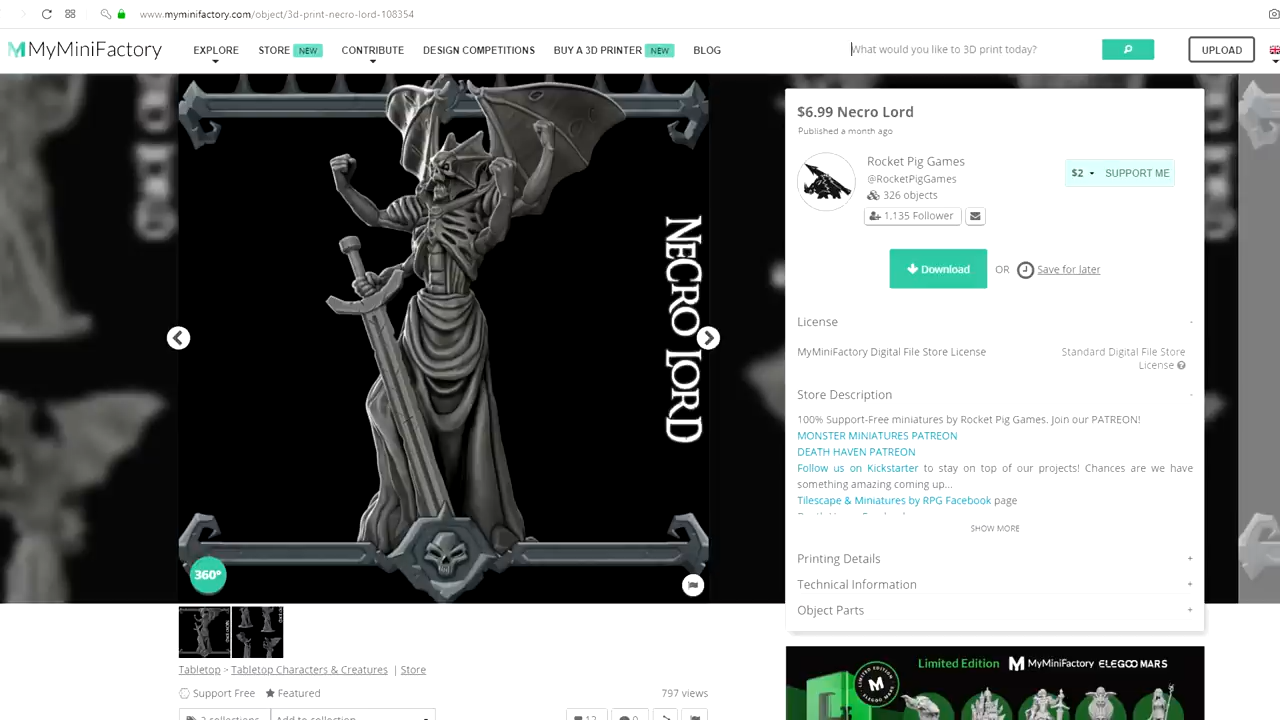 www.myminifactory.com/object/3d-print-necro-lord-108354
MyMiniFactory
EXPLORE
STORE NEW
CONTRIBUTE
DESIGN COMPETITIONS
BUY A 3D PRINTER NEW
BLOG
What would you like to 3D print today?
UPLOAD
NECRO LORD
360°
$6.99 Necro Lord
Published a month ago
Rocket Pig Games
@RocketPigGames
326 objects
1,135 Follower
$2 SUPPORT ME
Download OR Save for later
License -
MyMiniFactory Digital File Store License
Standard Digital File Store
License
Store Description -
100% Support-Free miniatures by Rocket Pig Games. Join our PATREON!
MONSTER MINIATURES PATREON
DEATH HAVEN PATREON
Follow us on Kickstarter to stay on top of our projects! Chances are we have
something amazing coming up...
Tilescape & Miniatures by RPG Facebook page
SHOW MORE
Printing Details +
Technical Information +
Object Parts +
Tabletop > Tabletop Characters & Creatures | Store
Support Free Featured 797 views
2 collections Add to collection
12 0
Limited Edition MyMiniFactory ELEGOO MARS
LIMITED EDITION